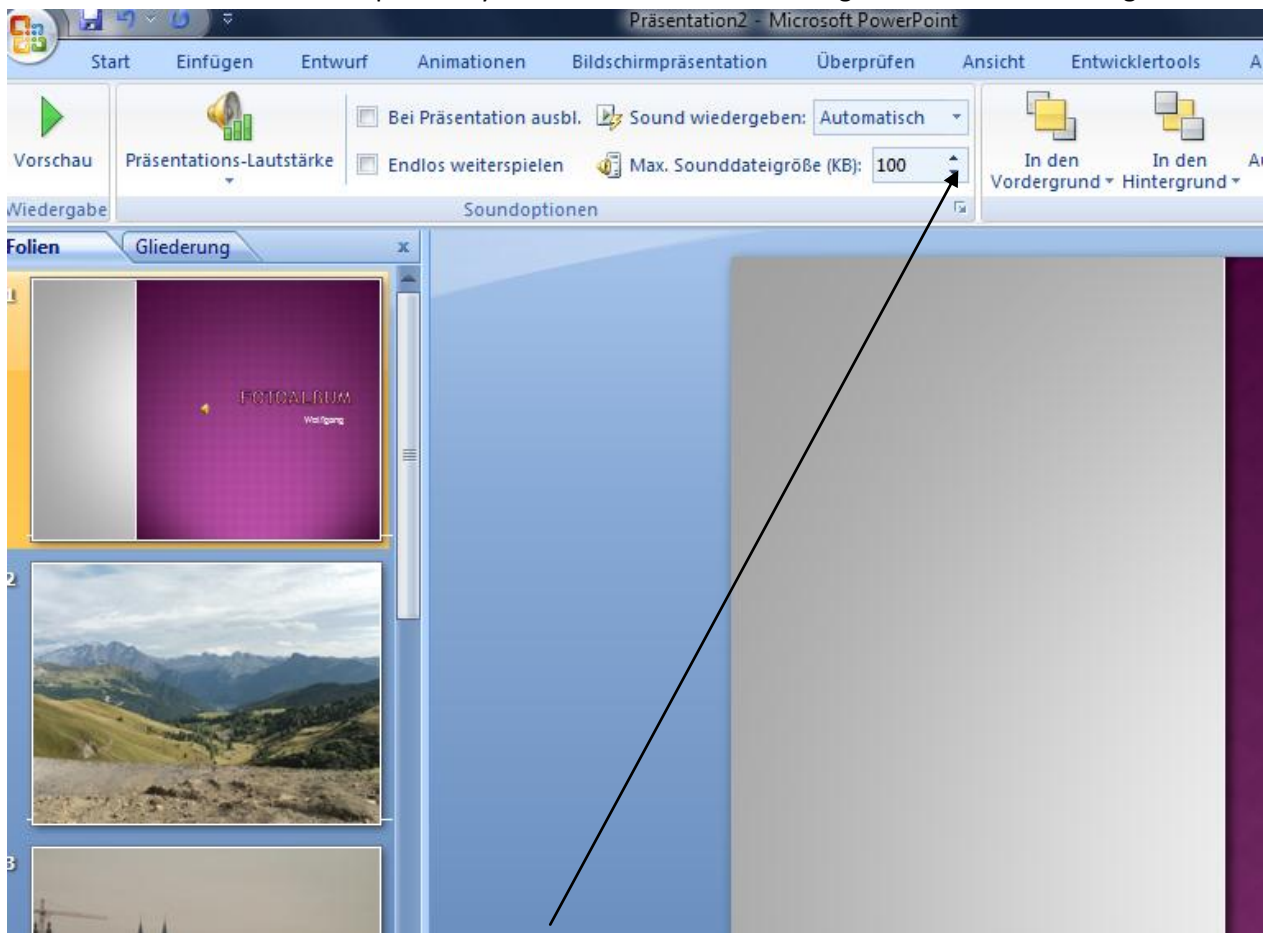 Präsentation2 - Microsoft PowerPoint
Start Einfügen Entwurf Animationen Bildschirmpräsentation Überprüfen Ansicht Entwicklertools
Vorschau
Präsentations-Lautstärke
Bei Präsentation ausbl.
Sound wiedergeben: Automatisch
Endlos weiterspielen
Max. Sounddateigröße (KB): 100
In den
Vordergrund
In den
Hintergrund
Wiedergabe
Soundoptionen
Folien
Gliederung
x
1
FOTOALBUM
Wolfgang
2
3